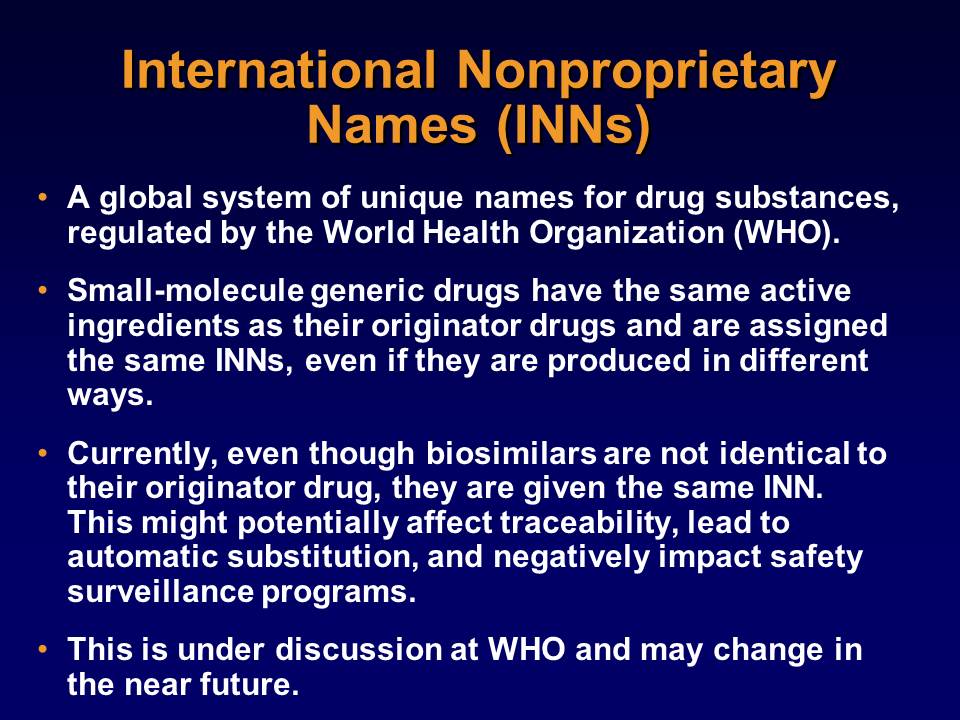 International Nonproprietary
Names (INNs)
• A global system of unique names for drug substances,
regulated by the World Health Organization (WHO).
• Small-molecule generic drugs have the same active
ingredients as their originator drugs and are assigned
the same INNs, even if they are produced in different
ways.
• Currently, even though biosimilars are not identical to
their originator drug, they are given the same INN.
This might potentially affect traceability, lead to
automatic substitution, and negatively impact safety
surveillance programs.
• This is under discussion at WHO and may change in
the near future.